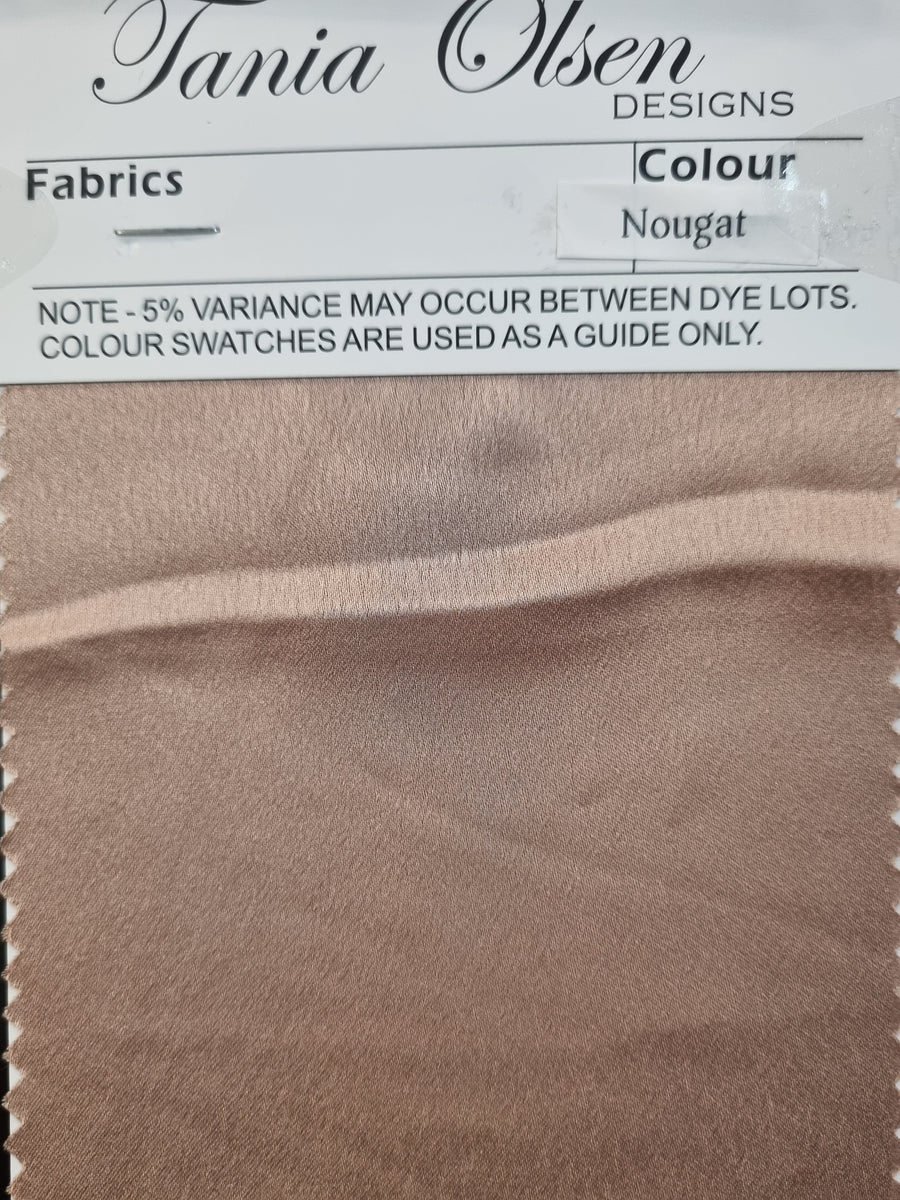 Tania Olsen
DESIGNS
Fabrics
Colour
Nougat
NOTE - 5% VARIANCE MAY OCCUR BETWEEN DYE LOTS.
COLOUR SWATCHES ARE USED AS A GUIDE ONLY.